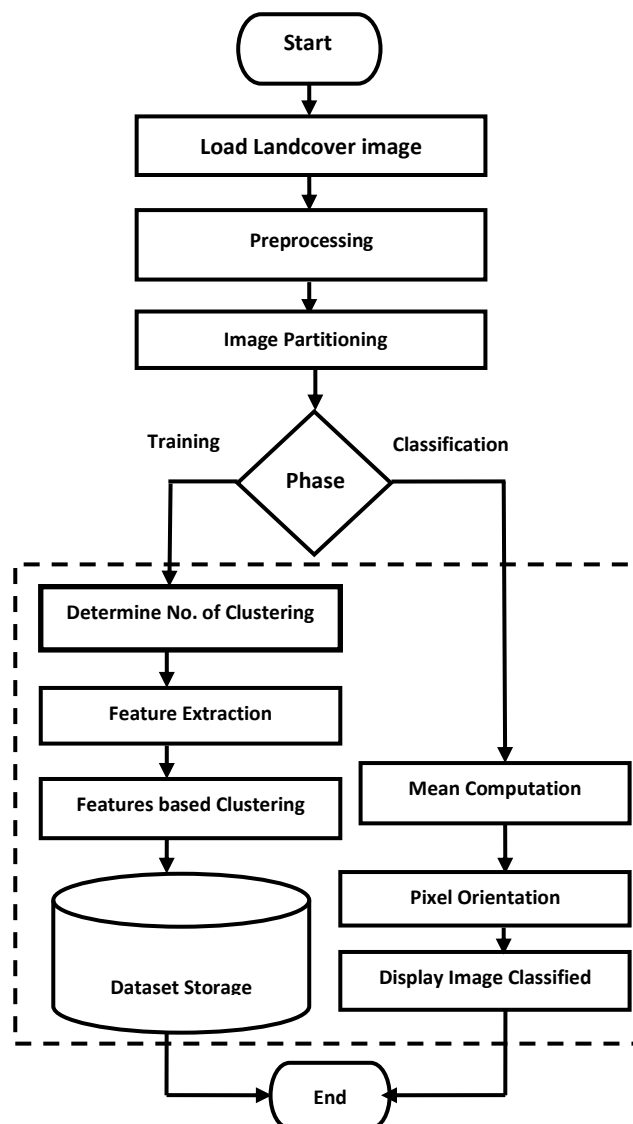 Start
Load Landcover image
Preprocessing
Image Partitioning
Training
Classification
Phase
Determine No. of Clustering
Feature Extraction
Features based Clustering
Dataset Storage
Mean Computation
Pixel Orientation
Display Image Classified
End